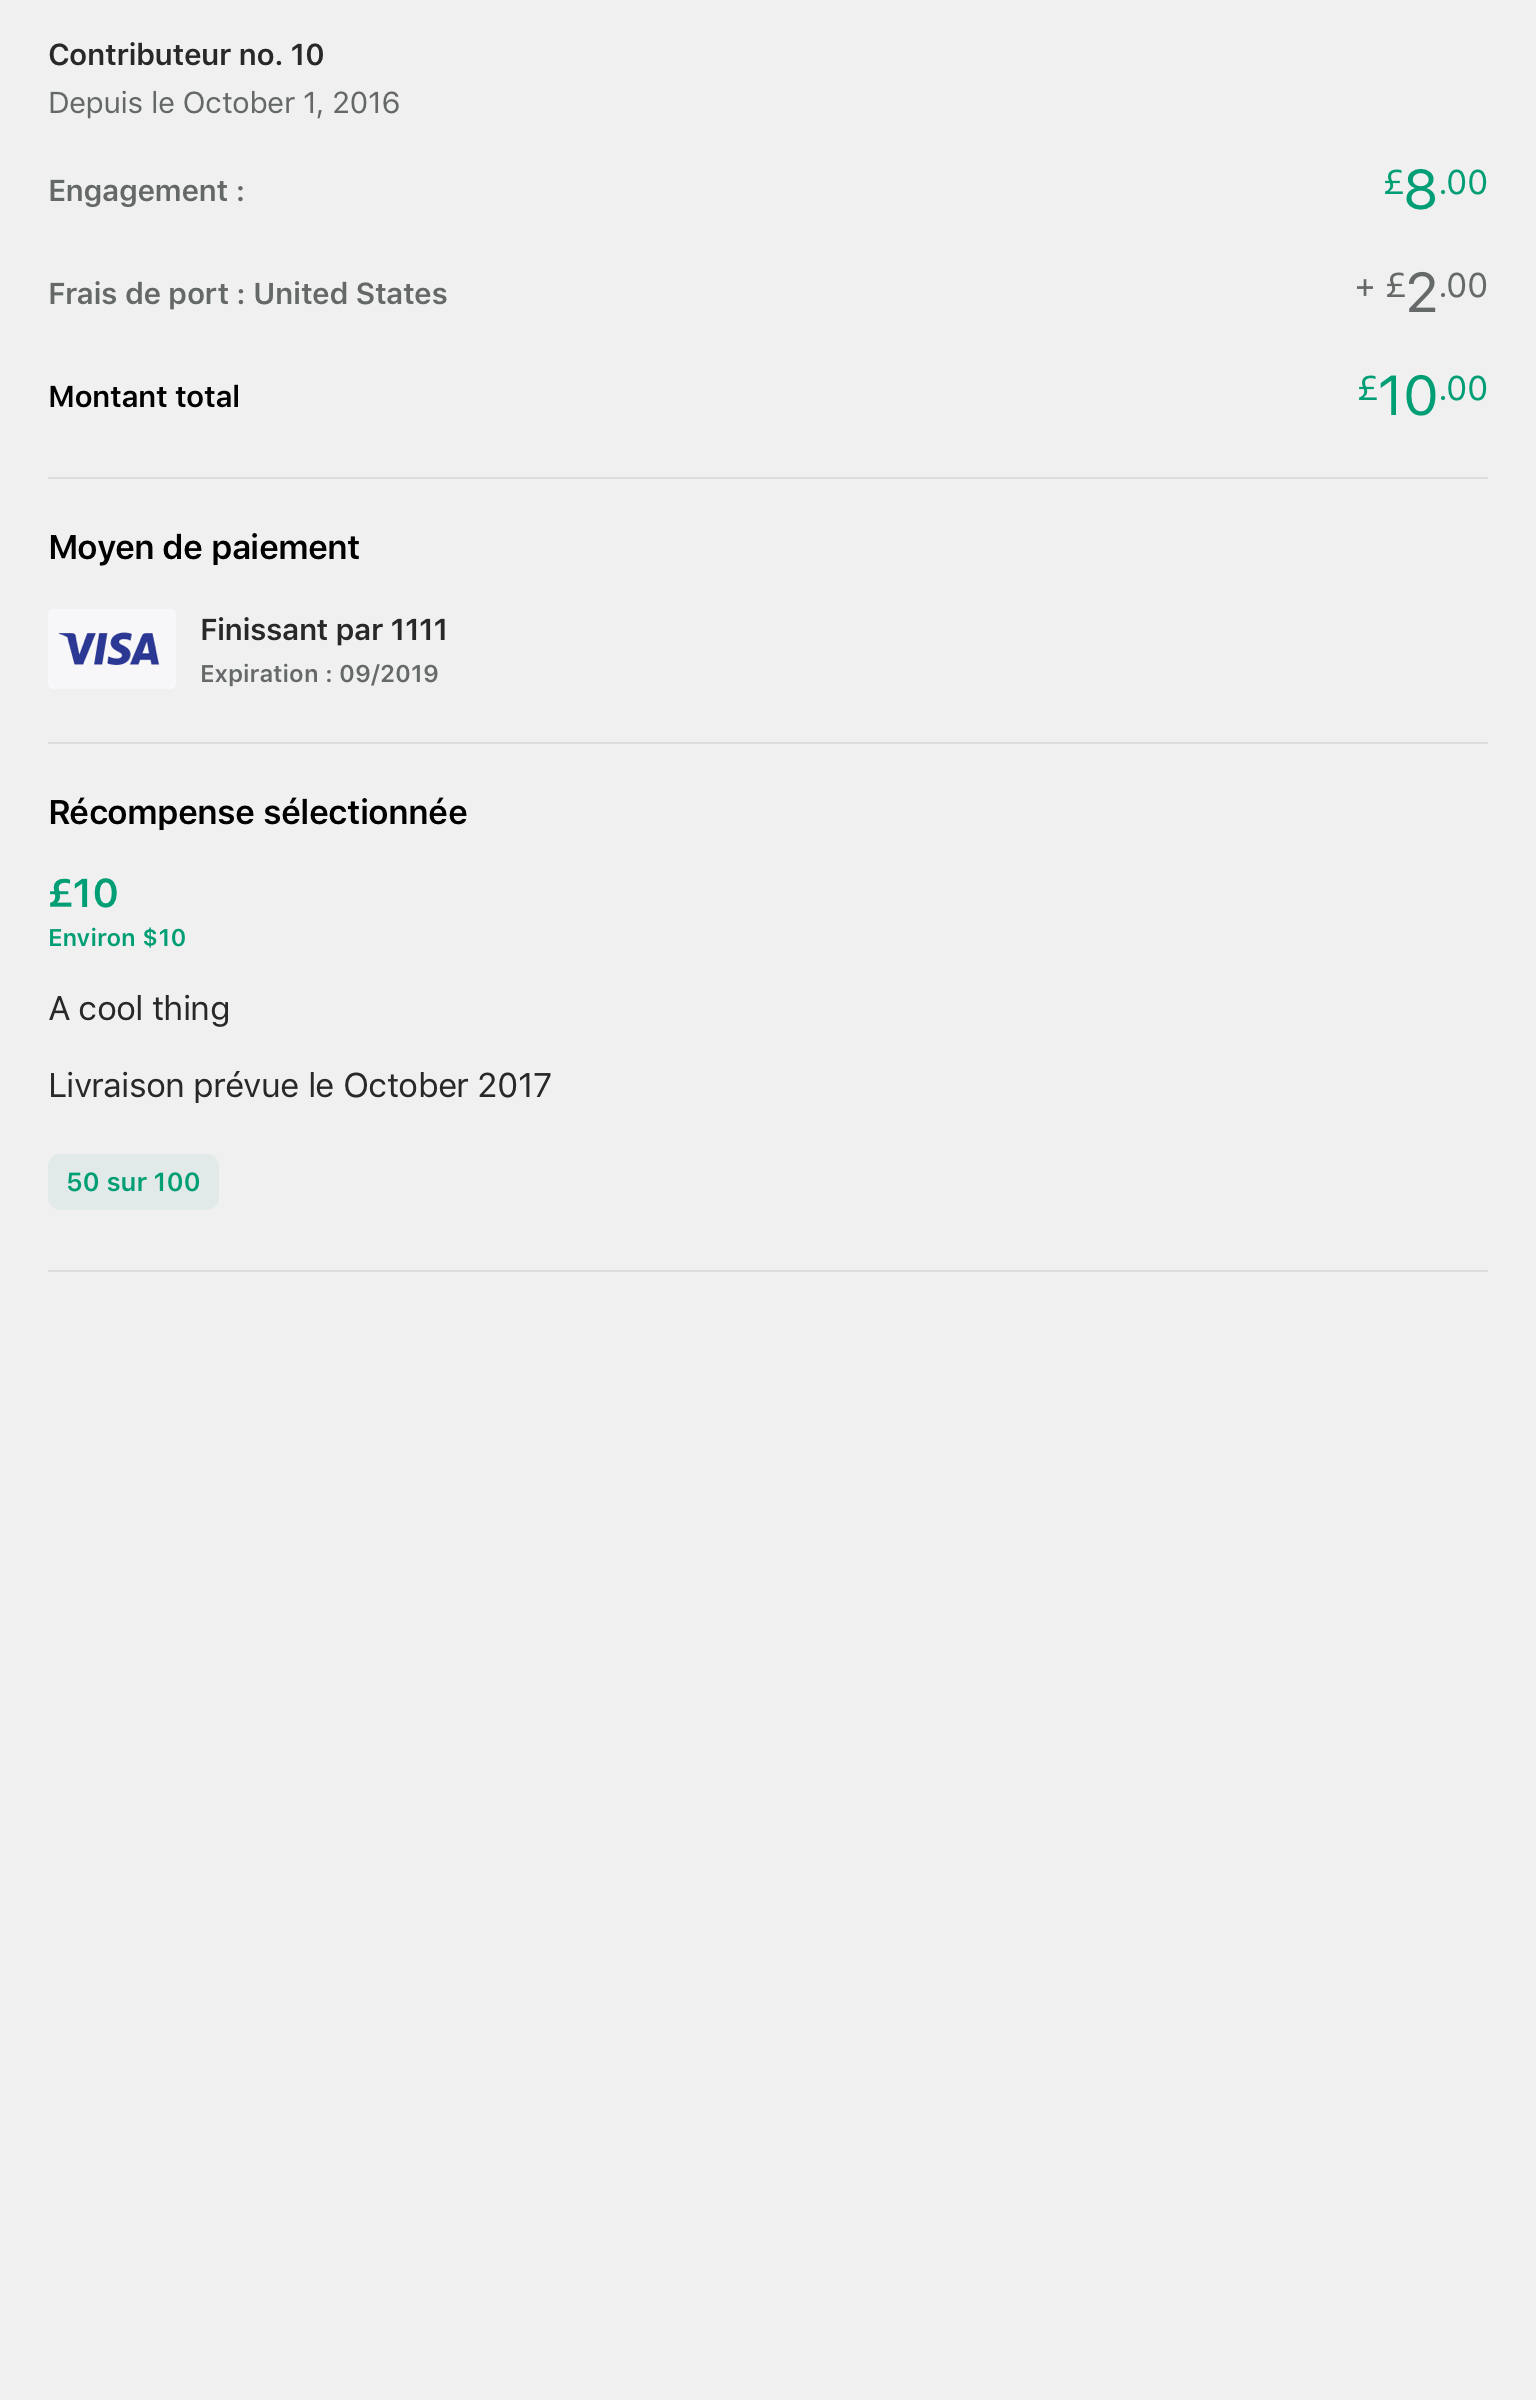 Contributeur no. 10
Depuis le October 1, 2016
Engagement : £8.00
Frais de port : United States + £2.00
Montant total £10.00
Moyen de paiement
VISA Finissant par 1111
Expiration : 09/2019
Récompense sélectionnée
£10
Environ $10
A cool thing
Livraison prévue le October 2017
50 sur 100